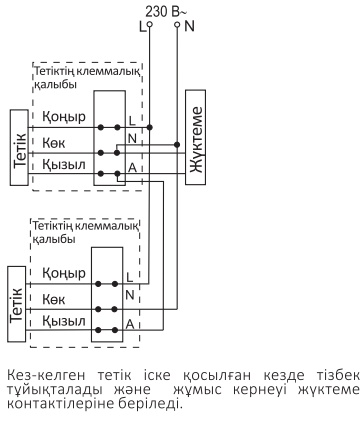 230 В~
L N
Тетіктің клеммалық
қалыбы
Қоңыр L
N
Көк
Қызыл A
Тетік
Жүктеме
Тетіктің клеммалық
қалыбы
Қоңыр L
N
Көк
Қызыл A
Тетік
Кез-келген тетік іске қосылған кезде тізбек
тұйықталады және жұмыс кернеуі жүктеме
контактілеріне беріледі.